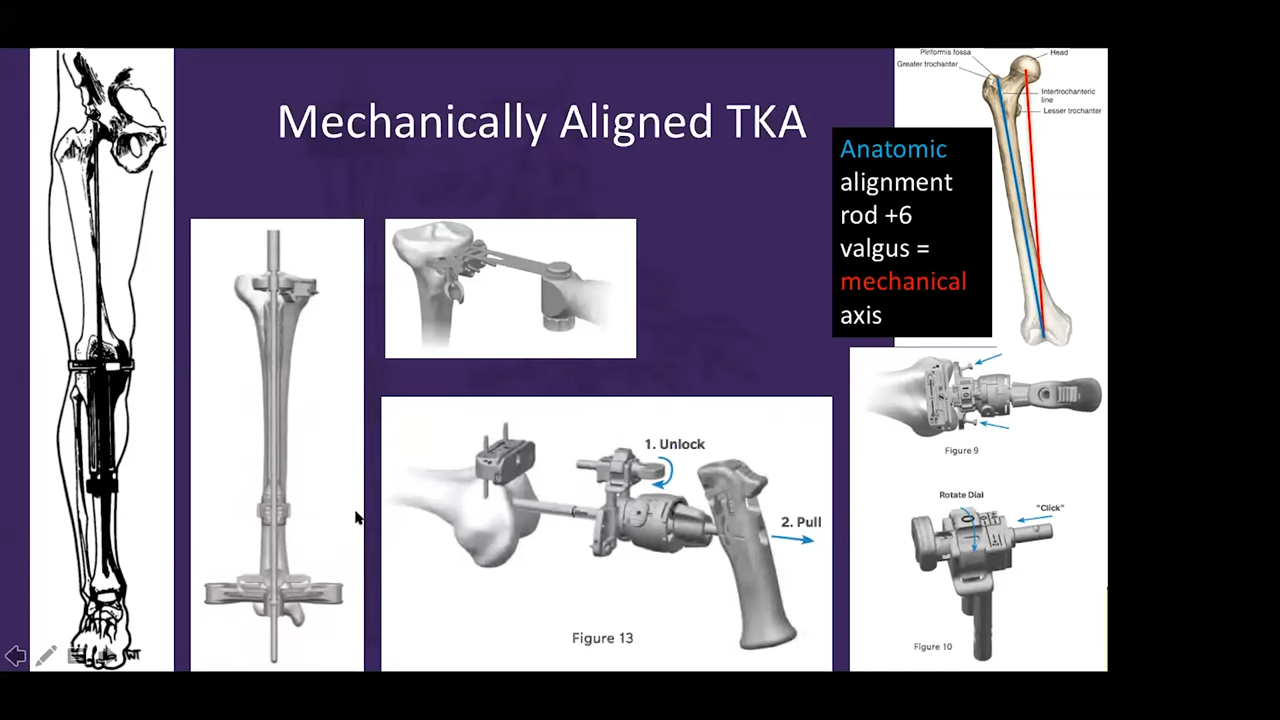 Mechanically Aligned TKA
Piriformis fossa
Head
Greater trochanter
Intertrochanteric
line
Lesser trochanter
Anatomic
alignment
rod +6
valgus =
mechanical
axis
1. Unlock
2. Pull
Figure 13
Figure 9
Rotate Dial
"Click"
Figure 10